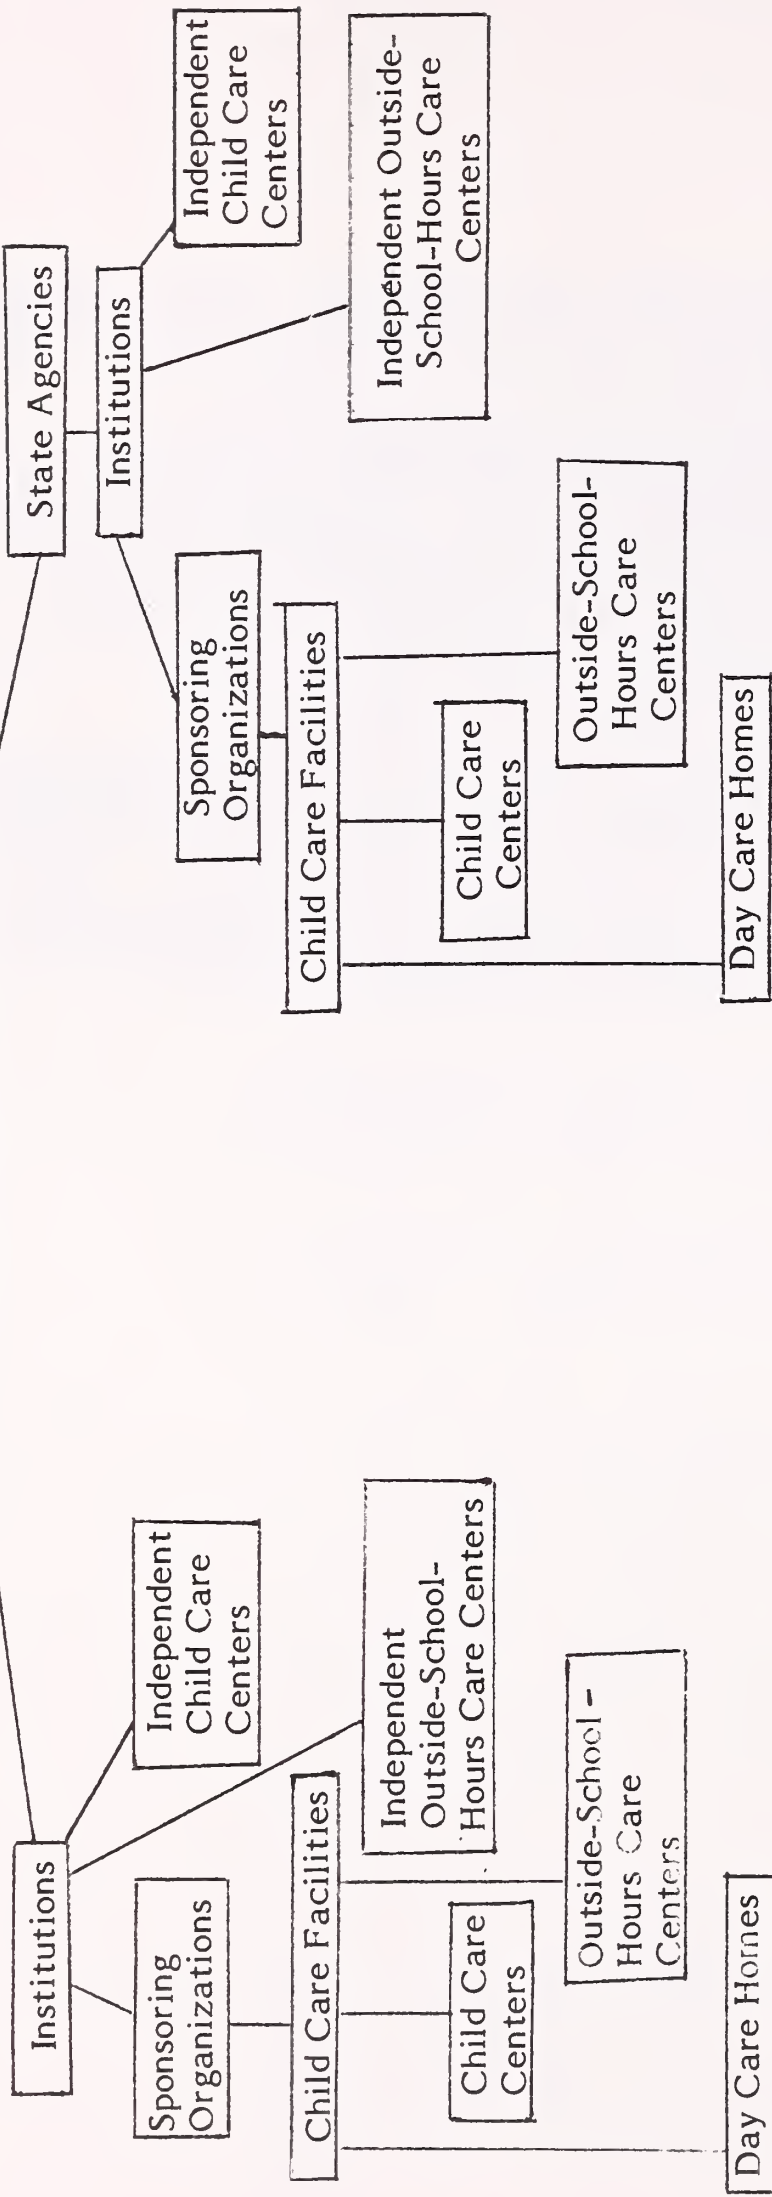 Institutions
Sponsoring
Organizations
Independent
Child Care
Centers
Child Care Facilities
Independent
Outside-School-
Hours Care Centers
Child Care
Centers
Outside-School-
Hours Care
Centers
Day Care Homes
State Agencies
Institutions
Sponsoring
Organizations
Independent
Child Care
Centers
Child Care Facilities
Independent Outside-
School-Hours Care
Centers
Child Care
Centers
Outside-School-
Hours Care
Centers
Day Care Homes